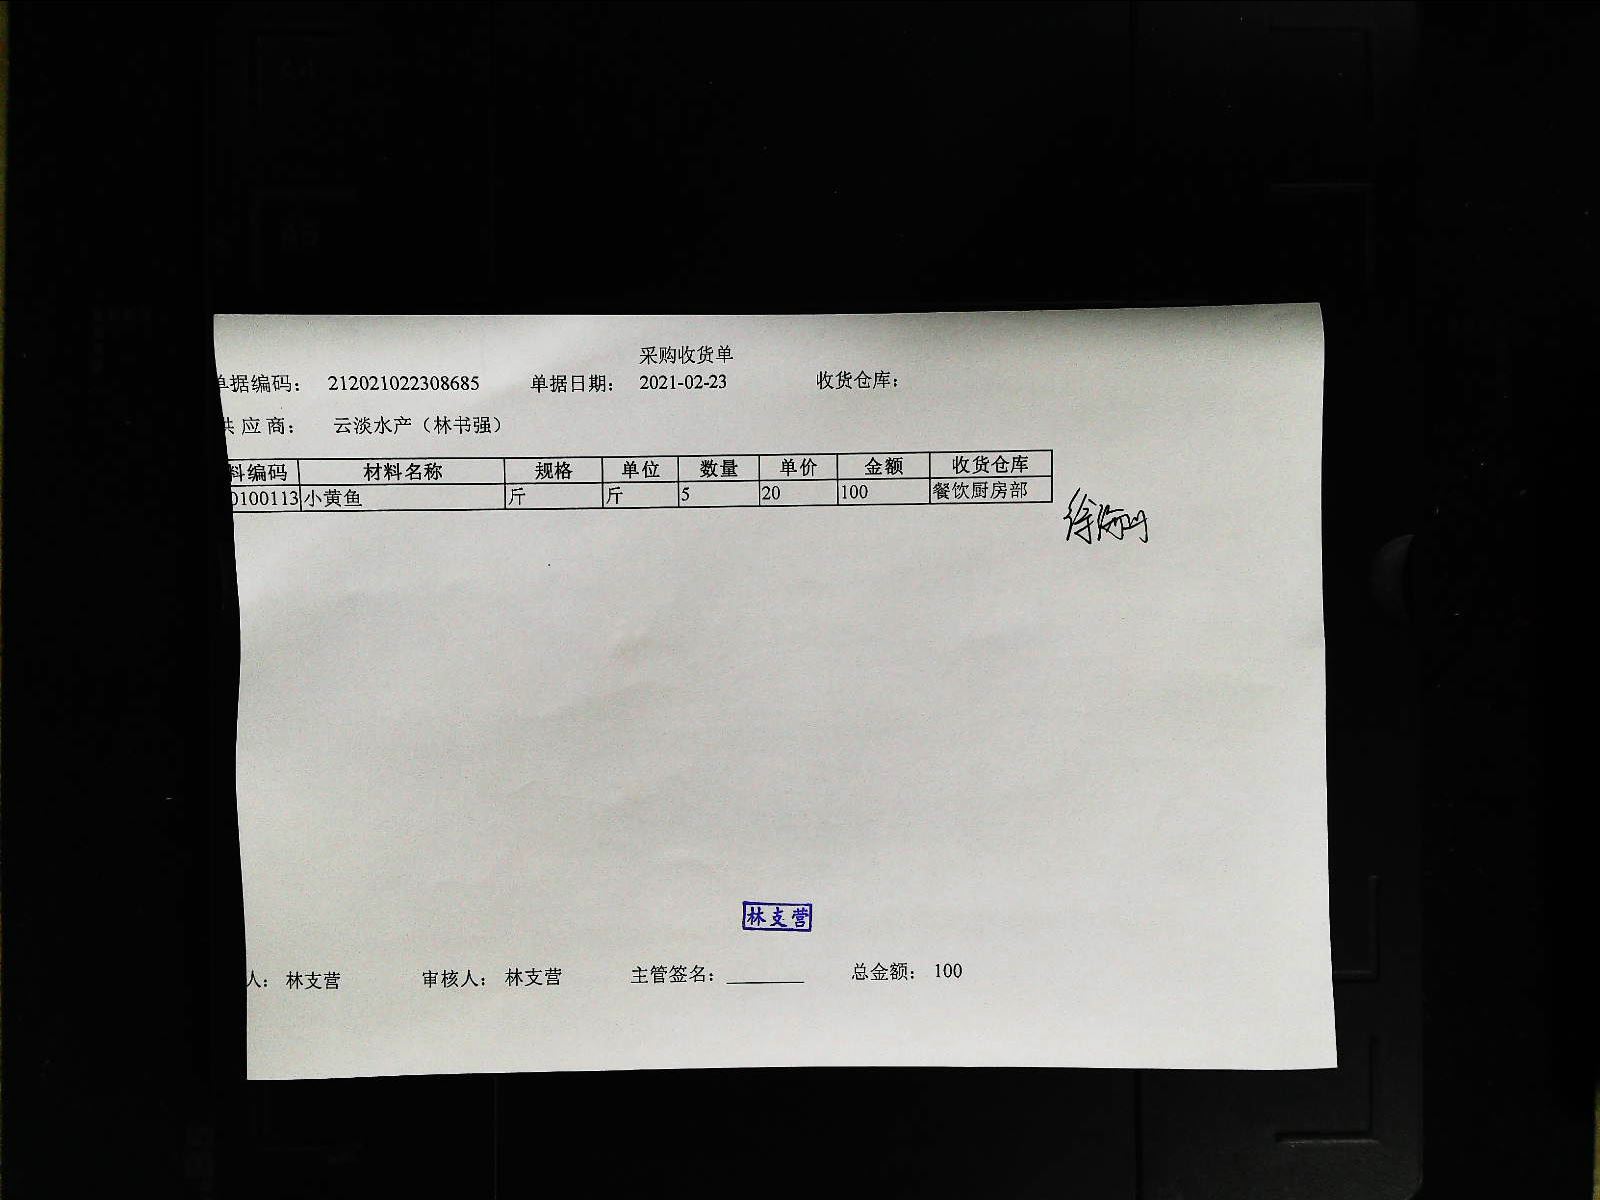 采购收货单
单据编码： 212021022308685 单据日期： 2021-02-23 收货仓库：
供 应 商： 云淡水产（林书强）
料编码 材料名称 规格 单位 数量 单价 金额 收货仓库
0100113 小黄鱼 斤 斤 5 20 100 餐饮厨房部
林支营
人： 林支营 审核人： 林支营 主管签名： 总金额： 100